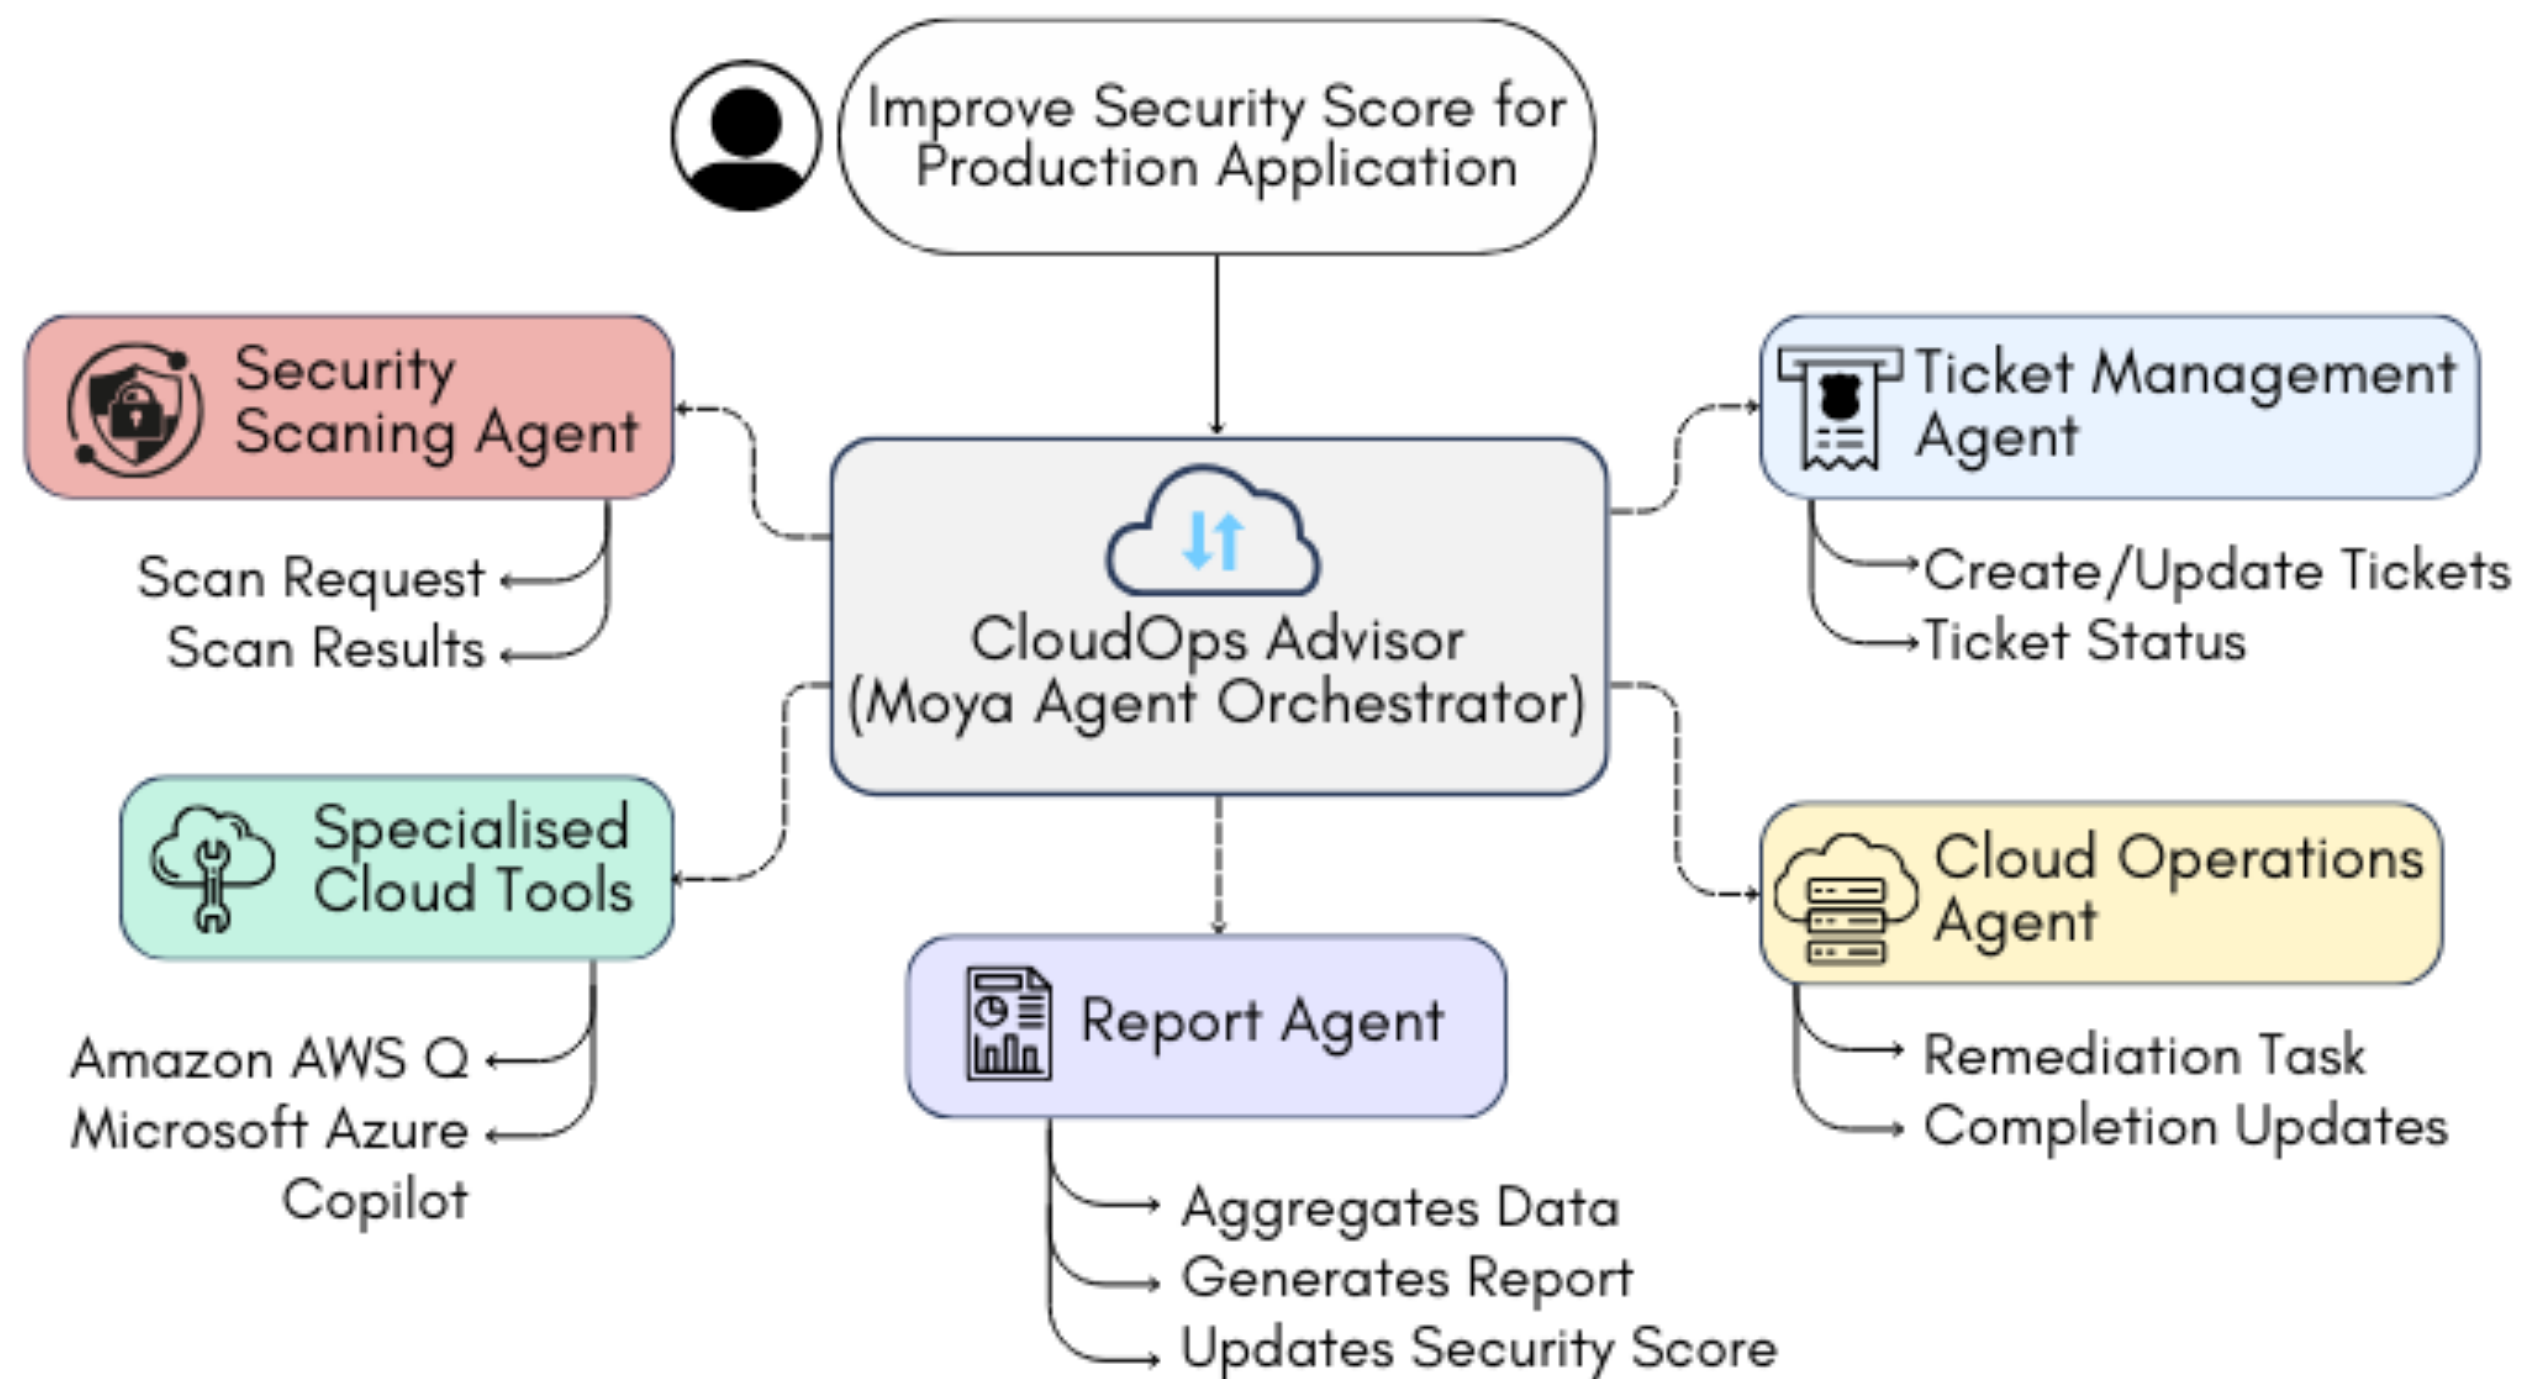 Improve Security Score for
Production Application
Security
Scaning Agent
Scan Request
Scan Results
Ticket Management
Agent
Create/Update Tickets
Ticket Status
CloudOps Advisor
(Moya Agent Orchestrator)
Specialised
Cloud Tools
Amazon AWS Q
Microsoft Azure
Copilot
Cloud Operations
Agent
Remediation Task
Completion Updates
Report Agent
Aggregates Data
Generates Report
Updates Security Score